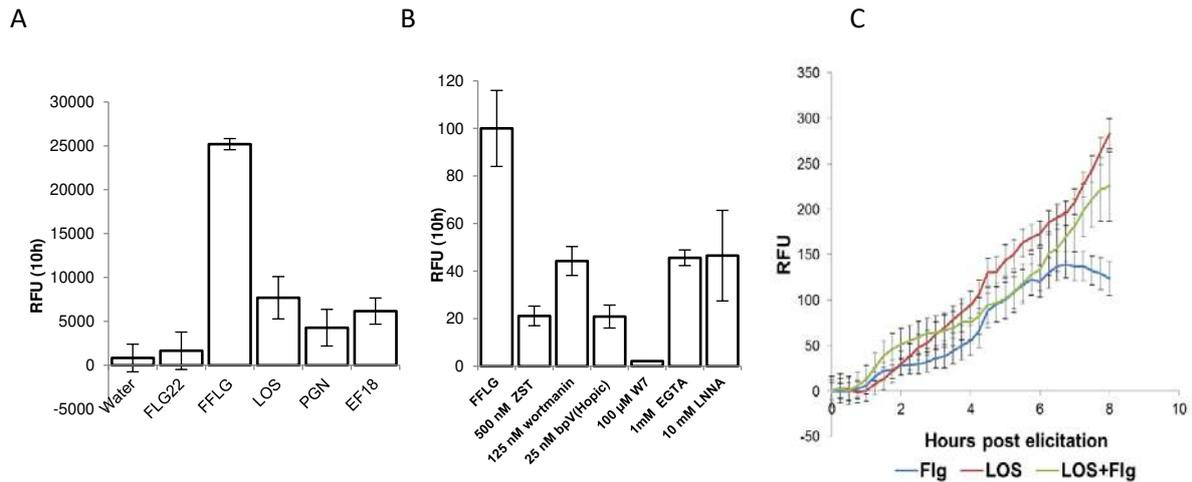 A
B
C
RFU (10h)
30000
25000
20000
15000
10000
5000
0
-5000
Water
FLG22
FFLG
LOS
PGN
EF18
RFU (10h)
120
100
80
60
40
20
0
FFLG
500 nM ZST
125 nM wortmanin
25 nM bpV(Hopic)
100 µM W7
1mM EGTA
10 mM LNNA
RFU
350
300
250
200
150
100
50
0
-50
0 2 4 6 8 10
Hours post elicitation
Flg LOS LOS+Flg